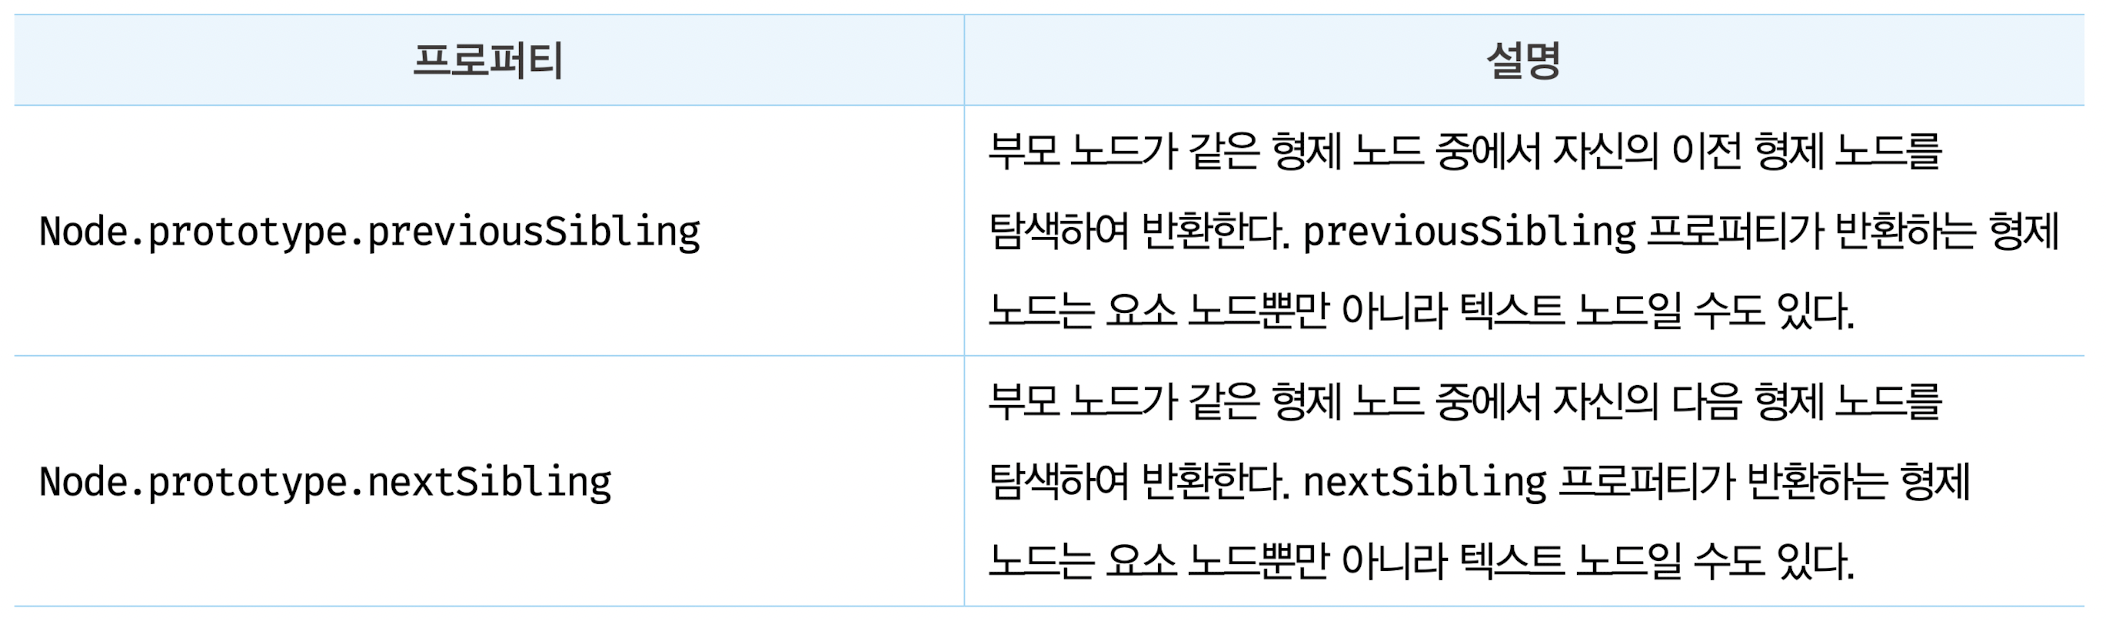 프로퍼티
설명
Node.prototype.previousSibling
부모 노드가 같은 형제 노드 중에서 자신의 이전 형제 노드를
탐색하여 반환한다. previousSibling 프로퍼티가 반환하는 형제
노드는 요소 노드뿐만 아니라 텍스트 노드일 수도 있다.
Node.prototype.nextSibling
부모 노드가 같은 형제 노드 중에서 자신의 다음 형제 노드를
탐색하여 반환한다. nextSibling 프로퍼티가 반환하는 형제
노드는 요소 노드뿐만 아니라 텍스트 노드일 수도 있다.